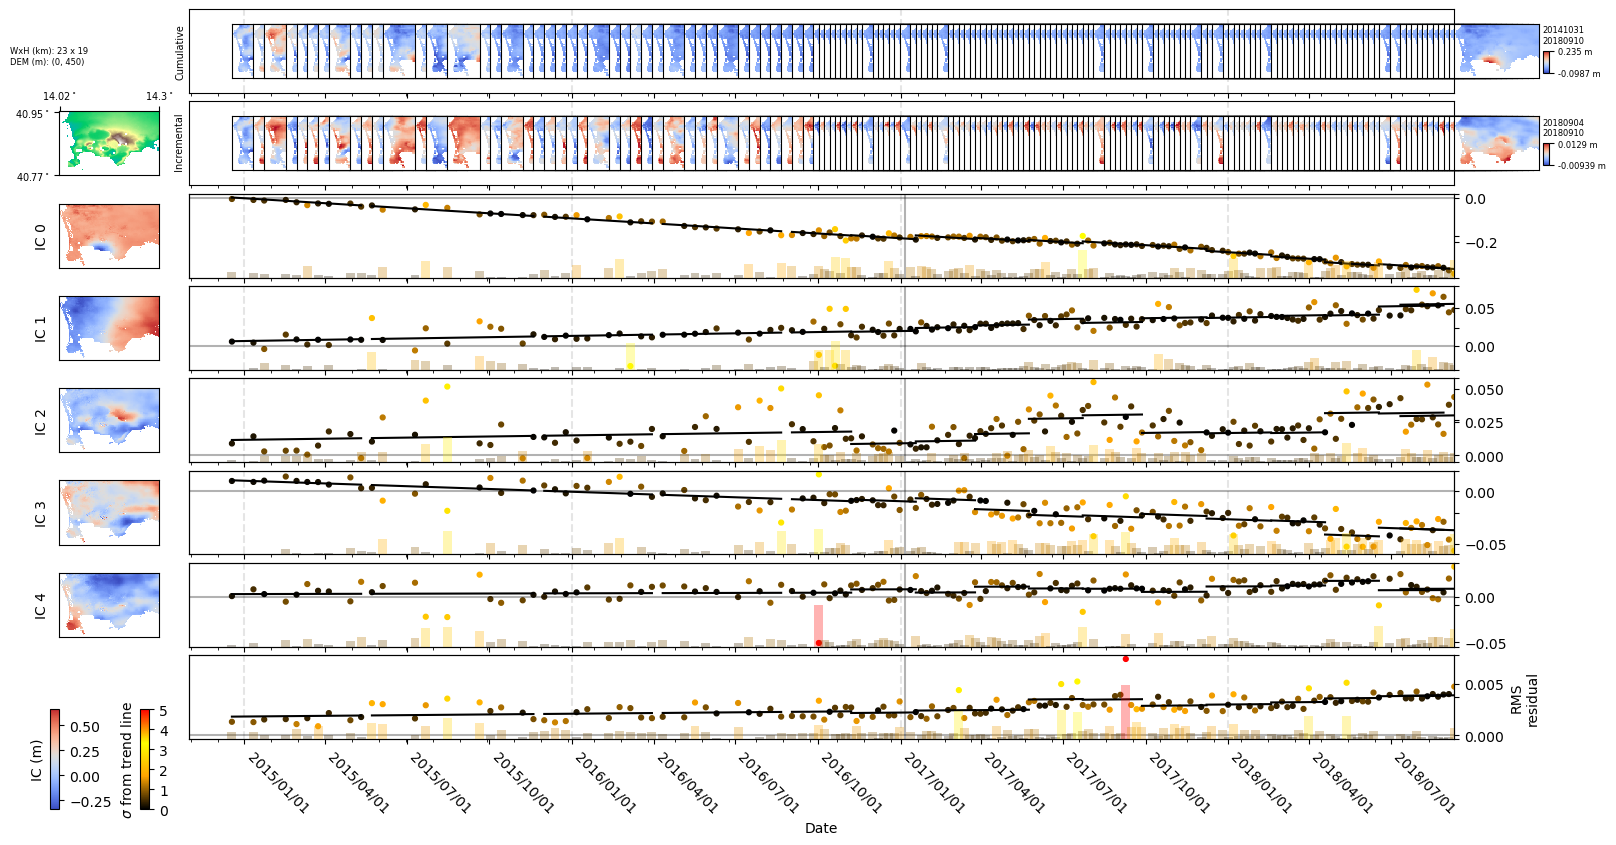 WxH (km): 23 x 19
DEM (m): (0, 450)
14.02°
14.3°
40.95°
40.77°
Cumulative
20141031
20180910
0.235 m
-0.0987 m
Incremental
20180904
20180910
0.0129 m
-0.00939 m
IC 0
0.0
−0.2
IC 1
0.05
0.00
IC 2
0.050
0.025
0.000
IC 3
0.00
−0.05
IC 4
0.00
−0.05
0.005
0.000
RMS
residual
IC (m)
0.50
0.25
0.00
−0.25
σ from trend line
5
4
3
2
1
0
2015/01/01
2015/04/01
2015/07/01
2015/10/01
2016/01/01
2016/04/01
2016/07/01
2016/10/01
2017/01/01
2017/04/01
2017/07/01
2017/10/01
2018/01/01
2018/04/01
2018/07/01
Date